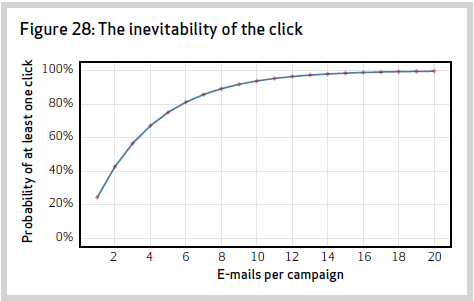 Figure 28: The inevitability of the click
Probability of at least one click
100%
80%
60%
40%
20%
0%
2 4 6 8 10 12 14 16 18 20
E-mails per campaign